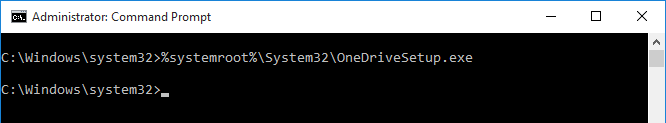 Administrator: Command Prompt
C:\Windows\system32>%systemroot%\System32\OneDriveSetup.exe
C:\Windows\system32>_